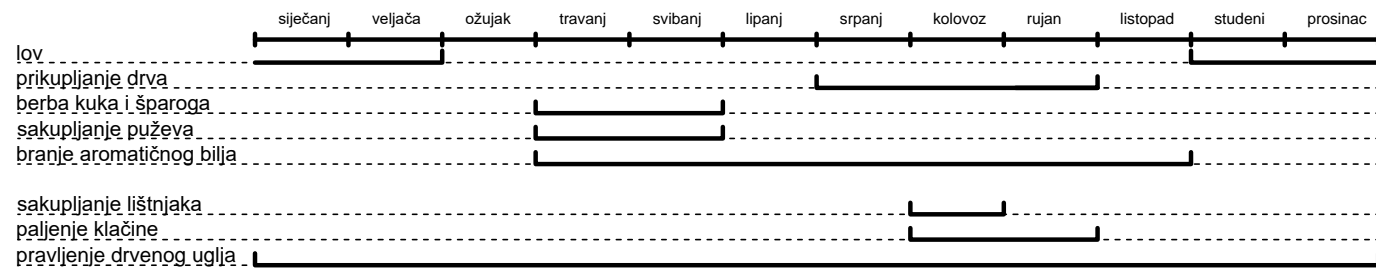 siječanj veljača ožujak travanj svibanj lipanj srpanj kolovoz rujan listopad studeni prosinac
lov
prikupljanje drva
berba kuka i šparoga
sakupljanje puževa
branje aromatičnog bilja
sakupljanje lištnjaka
paljenje klačine
pravljenje drvenog uglja